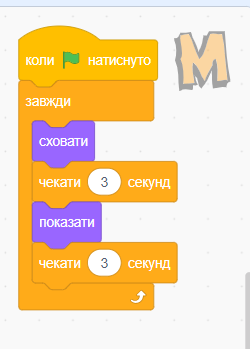 коли натиснуто
M
завжди
сховати
чекати 3 секунд
показати
чекати 3 секунд